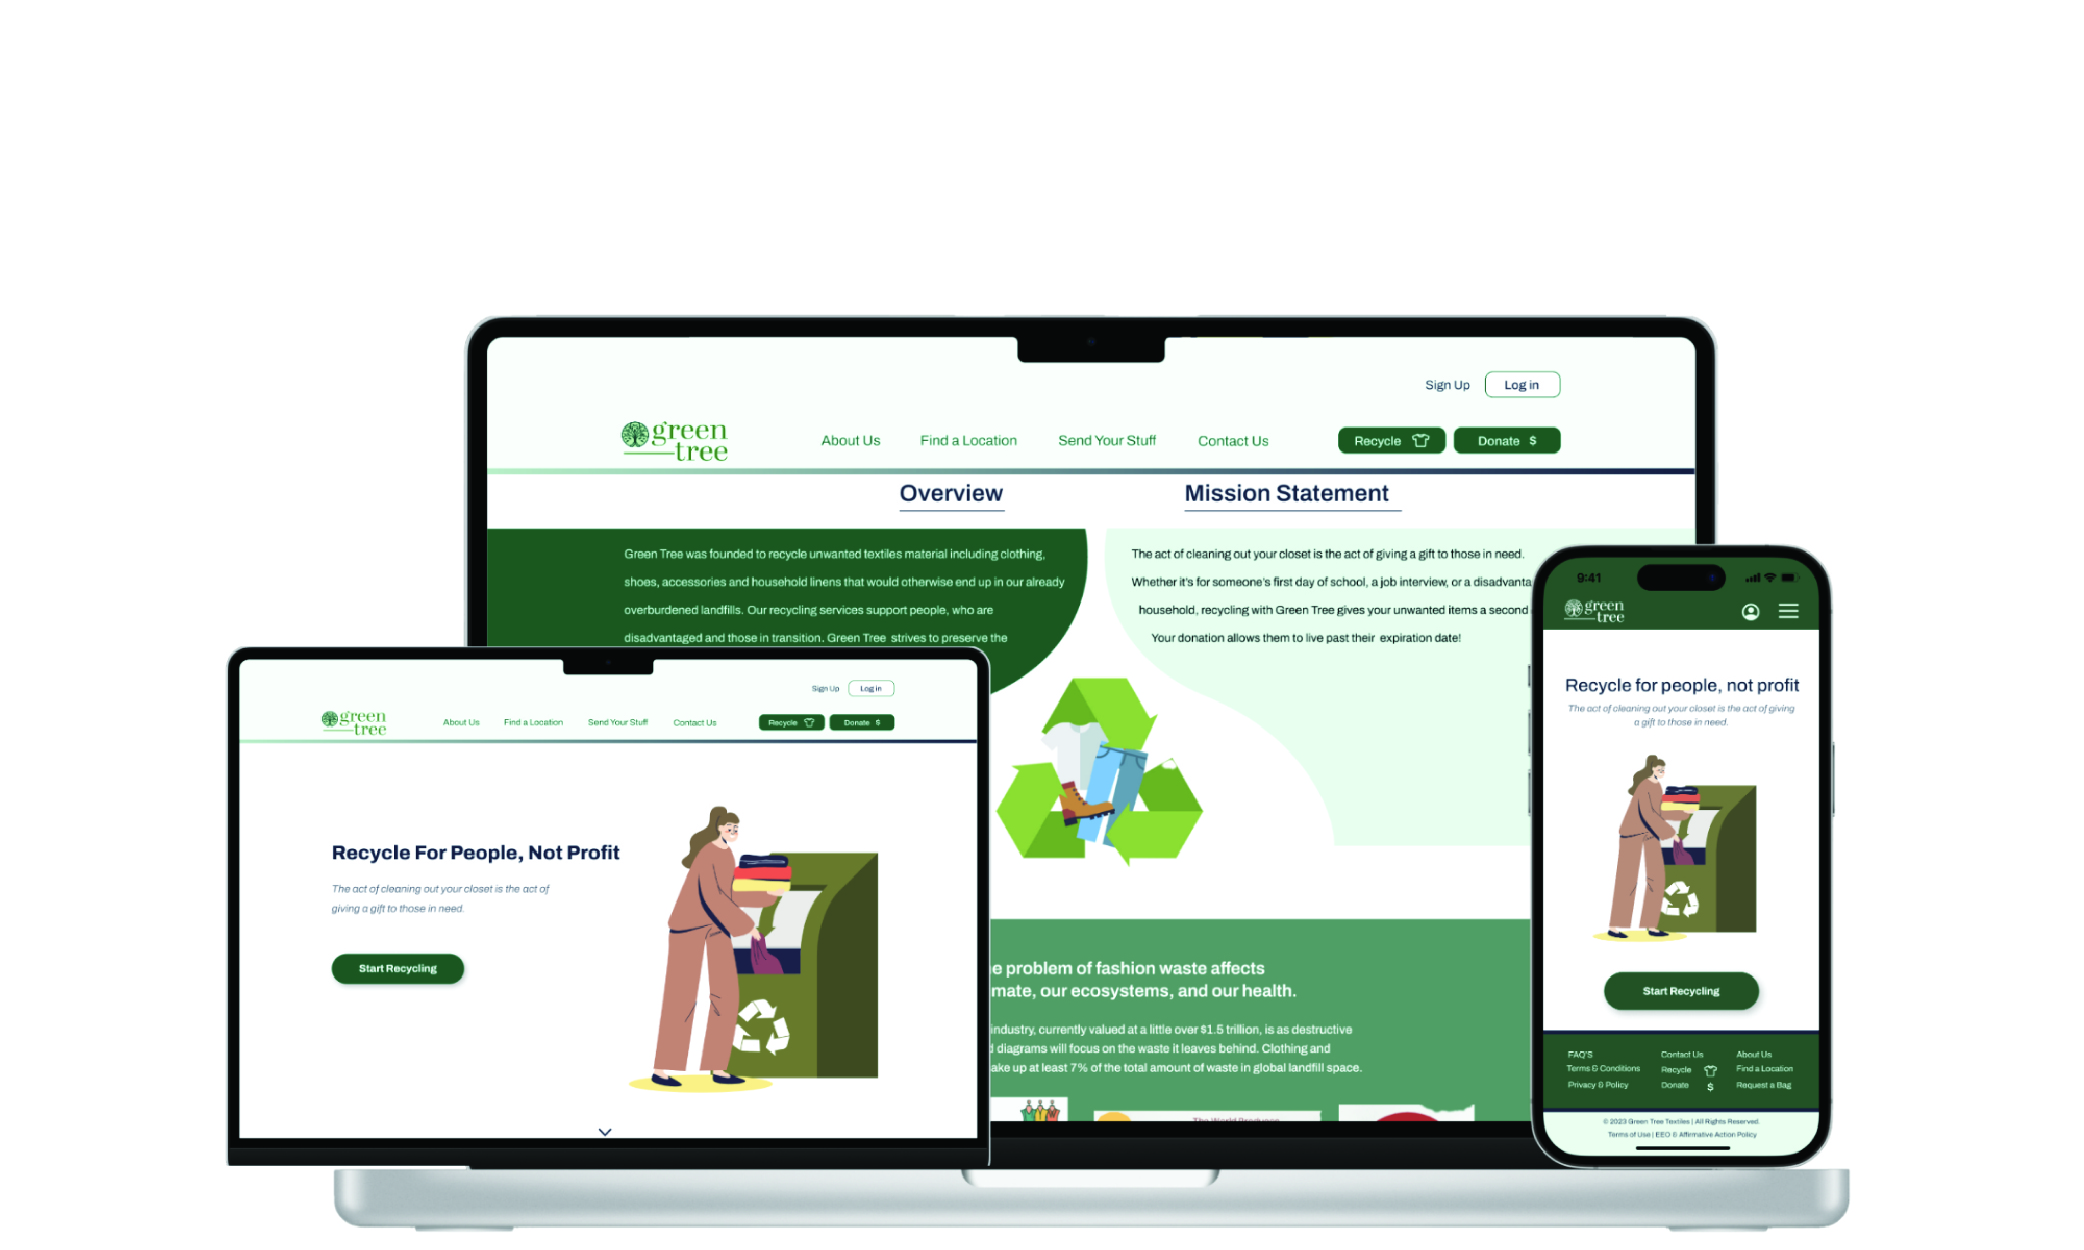 Sign Up
Log in
green
tree
About Us
Find a Location
Send Your Stuff
Contact Us
Recycle
Donate $
Overview
Green Tree was founded to recycle unwanted textiles material including clothing,
shoes, accessories and household linens that would otherwise end up in our already
overburdened landfills. Our recycling services support people, who are
disadvantaged and those in transition. Green Tree strives to preserve the
Mission Statement
The act of cleaning out your closet is the act of giving a gift to those in need.
Whether it's for someone's first day of school, a job interview, or a disadvanta
household, recycling with Green Tree gives your unwanted items a second
Your donation allows them to live past their expiration date!
e problem of fashion waste affects
mate, our ecosystems, and our health.
industry, currently valued at a little over $1.5 trillion, is as destructive
d diagrams will focus on the waste it leaves behind. Clothing and
ake up at least 7% of the total amount of waste in global landfill space.
The World Produces
Sign Up
Log in
green
tree
About Us
Find a Location
Send Your Stuff
Contact Us
Recycle
Donate $
Recycle For People, Not Profit
The act of cleaning out your closet is the act of
giving a gift to those in need.
Start Recycling
9:41
green
tree
Recycle for people, not profit
The act of cleaning out your closet is the act of giving
a gift to those in need.
Start Recycling
FAQ'S
Contact Us
About Us
Terms & Conditions
Recycle
Find a Location
Privacy & Policy
Donate $
Request a Bag
© 2023 Green Tree Textiles | All Rights Reserved.
Terms of Use | EEO & Affirmative Action Policy